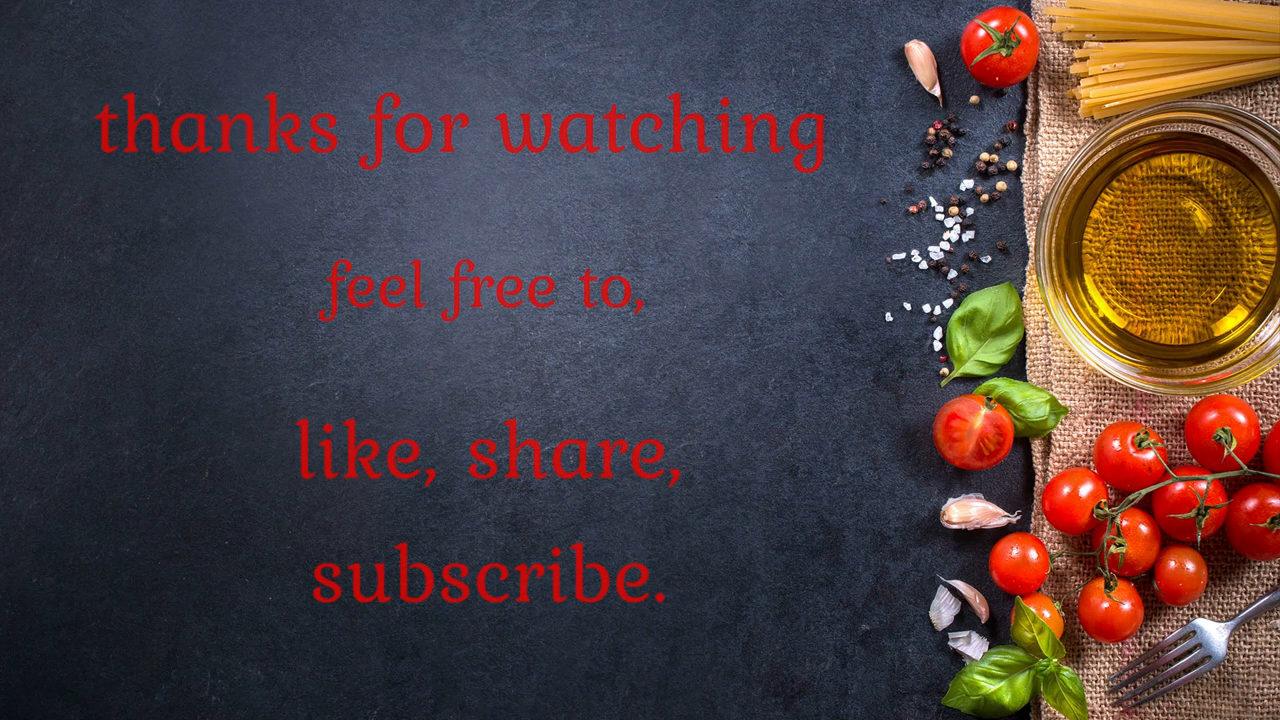 thanks for watching
feel free to,
like, share,
subscribe.